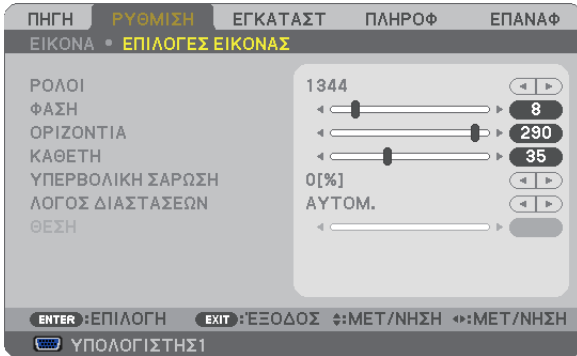 ΠΗΓΗ ΡΥΘΜΙΣΗ ΕΓΚΑΤΑΣΤ ΠΛΗΡΟΦ ΕΠΑΝΑΦ
ΕΙΚΟΝΑ • ΕΠΙΛΟΓΕΣ ΕΙΚΟΝΑΣ
ΡΟΛΟΙ 1344
ΦΑΣΗ 8
ΟΡΙΖΟΝΤΙΑ 290
ΚΑΘΕΤΗ 35
ΥΠΕΡΒΟΛΙΚΗ ΣΑΡΩΣΗ 0[%]
ΛΟΓΟΣ ΔΙΑΣΤΑΣΕΩΝ ΑΥΤΟΜ.
ΘΕΣΗ
ENTER :ΕΠΙΛΟΓΗ EXIT :ΈΞΟΔΟΣ :ΜΕΤ/ΝΗΣΗ :ΜΕΤ/ΝΗΣΗ
ΥΠΟΛΟΓΙΣΤΗΣ1